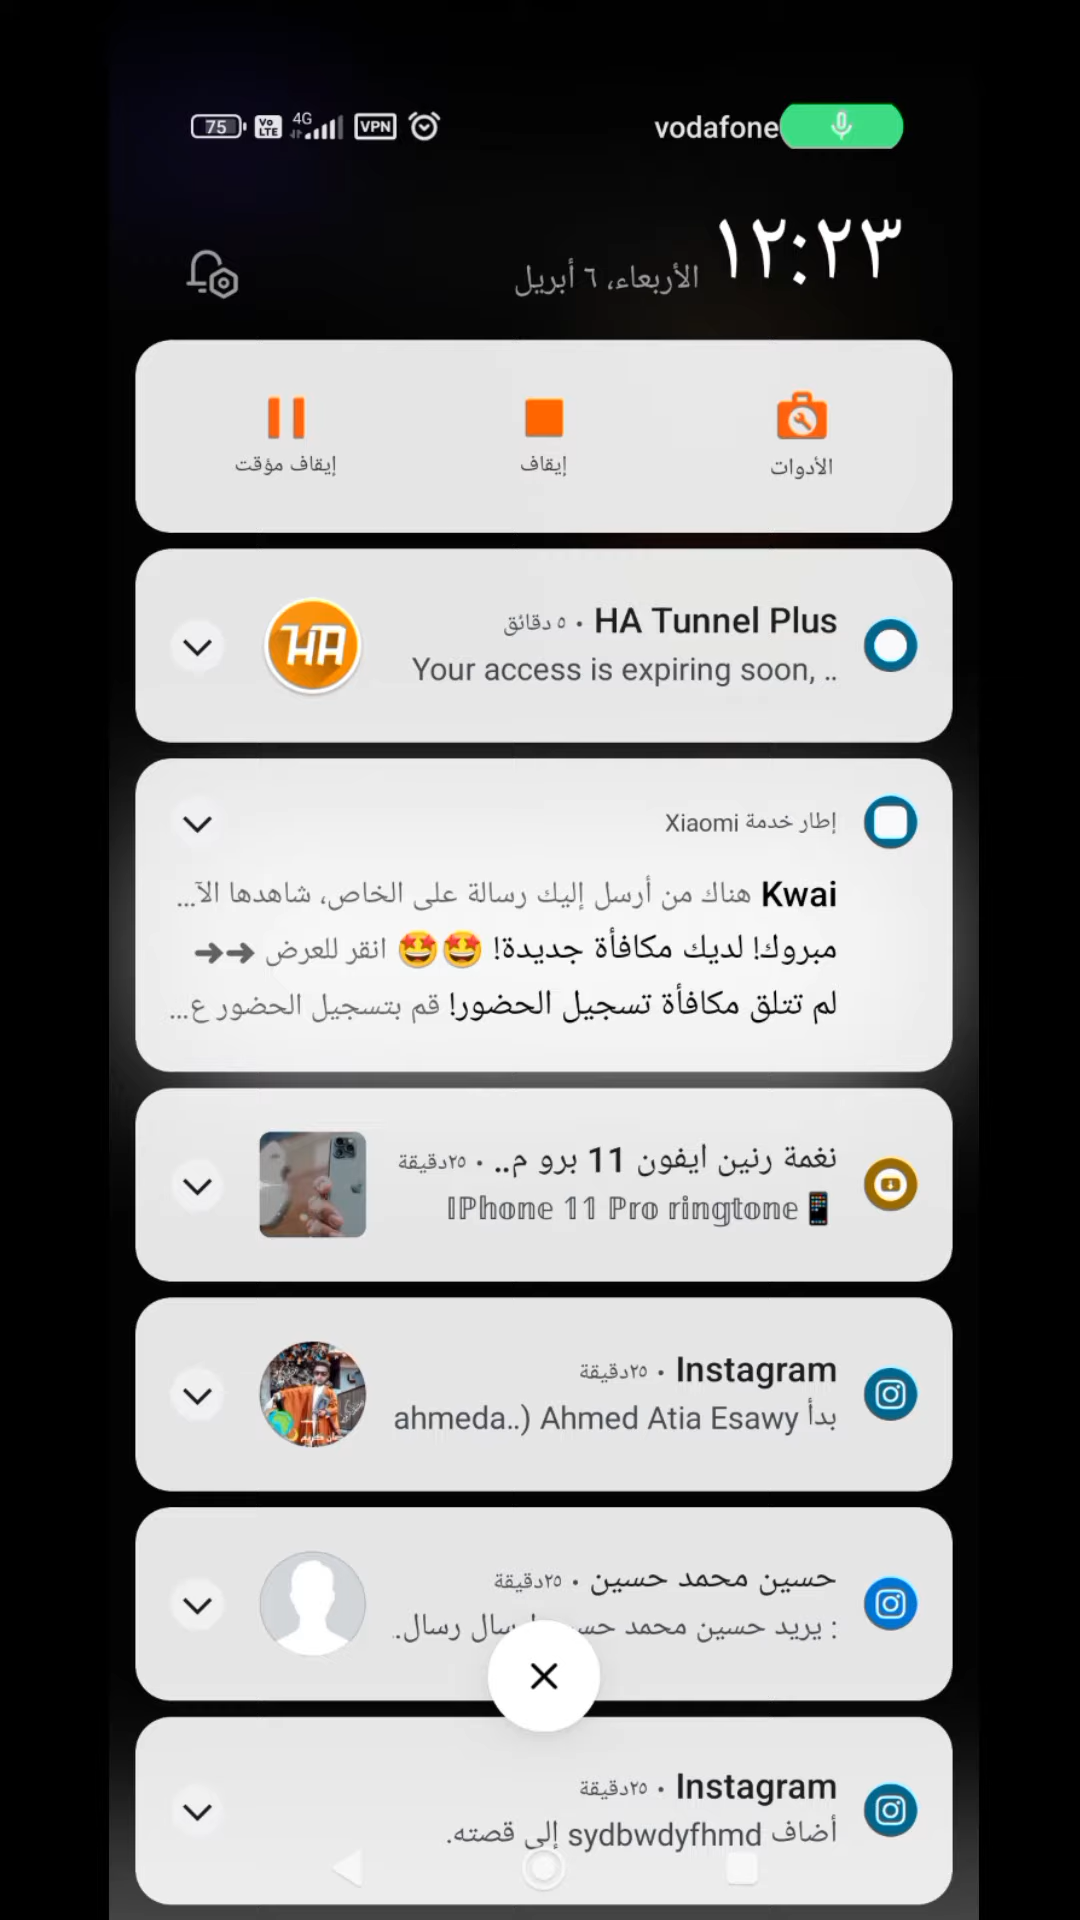 75 Vo LTE 4G VPN vodafone
١٢:٢٣
الأربعاء، ٦ أبريل
الأدوات
إيقاف
إيقاف مؤقت
HA Tunnel Plus • ٥ دقائق
Your access is expiring soon, ..
HA
إطار خدمة Xiaomi
Kwai هناك من أرسل إليك رسالة على الخاص، شاهدها الآ...
مبروك! لديك مكافأة جديدة! 🤩🤩 انقر للعرض ➜➜
لم تتلق مكافأة تسجيل الحضور! قم بتسجيل الحضور ع...
نغمة رنين ايفون 11 برو م.. • ٢٥دقيقة
📱𝕀ℙ𝕙𝕠𝕟𝕖 𝟙𝟙 ℙ𝕣𝕠 𝕣𝕚𝕟𝕘𝕥𝕠𝕟𝕖
Instagram • ٢٥دقيقة
بدأ Ahmed Atia Esawy (ahmeda..
حسين محمد حسين • ٢٥دقيقة
: يريد حسين محمد رسال.
Instagram • ٢٥دقيقة
أضاف sydbwdyfhmd إلى قصته.